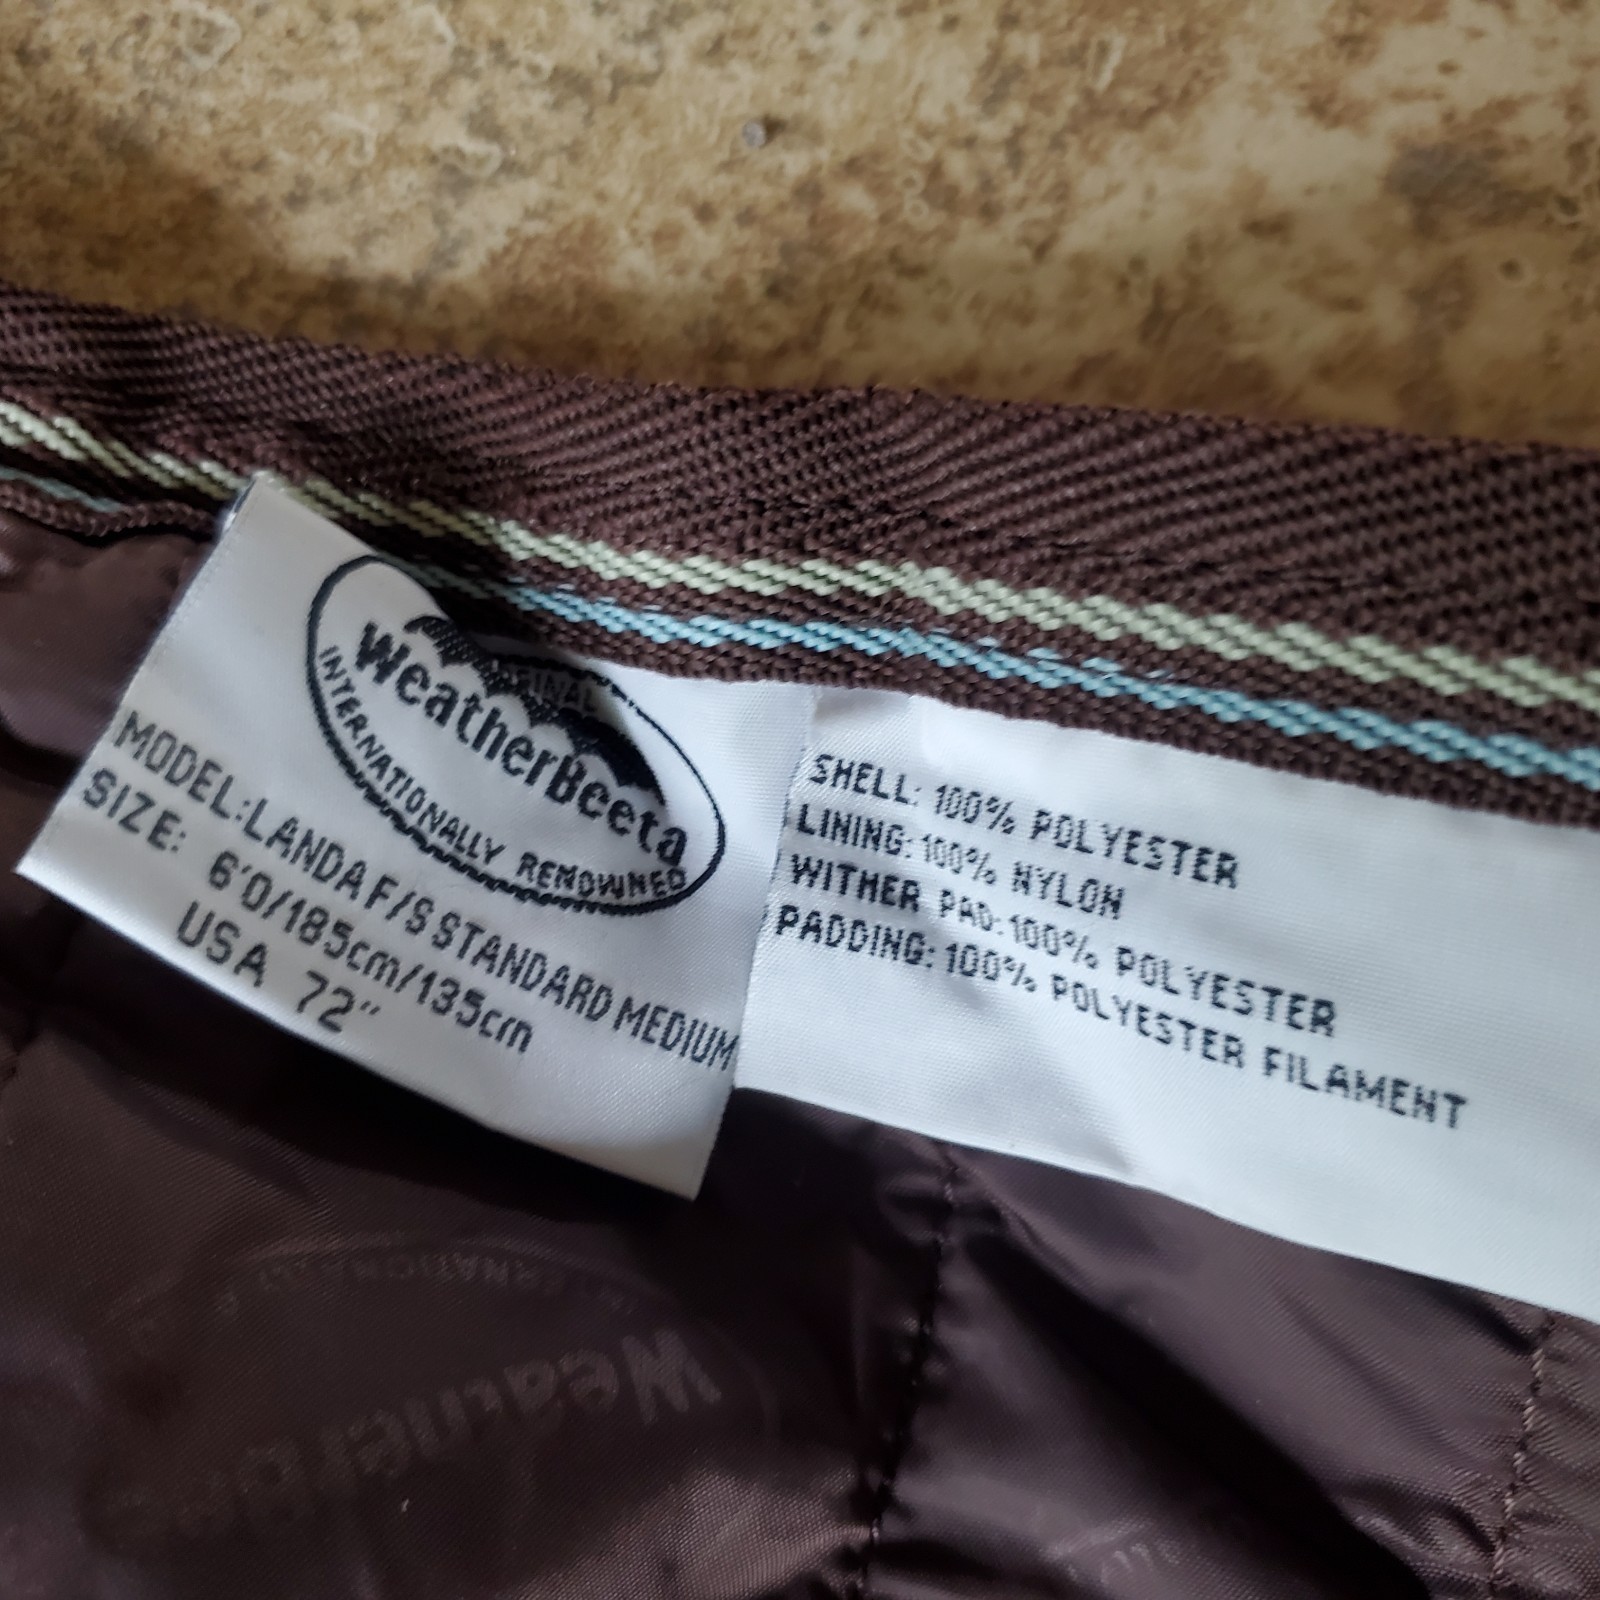 WeatherBeeta
INTERNATIONALLY RENOWNED
MODEL:LANDA F/S STANDARD MEDIUM
SIZE: 6'0/185cm/135cm
USA 72"
SHELL: 100% POLYESTER
LINING: 100% NYLON
WITHER PAD: 100% POLYESTER
PADDING: 100% POLYESTER FILAMENT